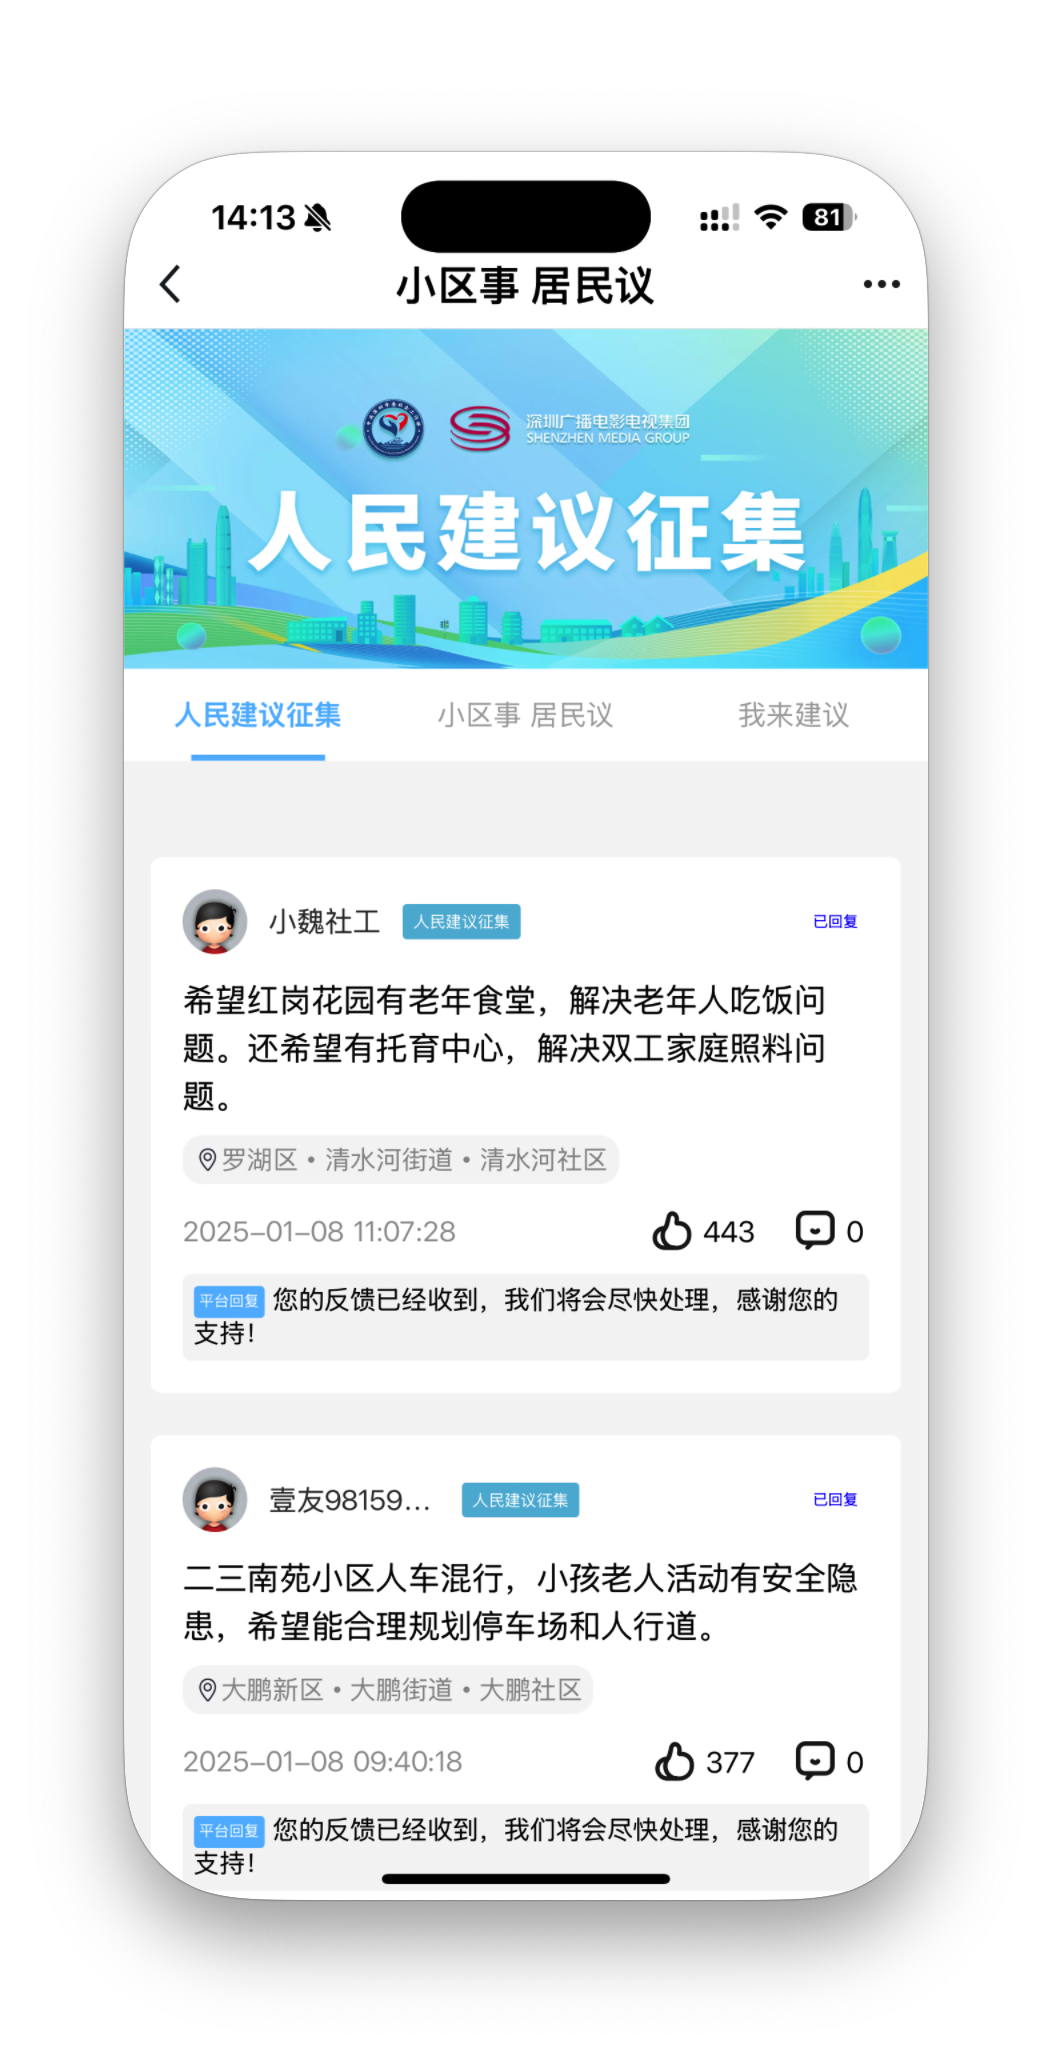 14:13
81
小区事 居民议
深圳广播电影电视集团
SHENZHEN MEDIA GROUP
人民建议征集
人民建议征集 小区事 居民议 我来建议
小魏社工 人民建议征集 已回复
希望红岗花园有老年食堂，解决老年人吃饭问
题。还希望有托育中心，解决双工家庭照料问
题。
罗湖区·清水河街道·清水河社区
2025-01-08 11:07:28 443 0
平台回复 您的反馈已经收到，我们将会尽快处理，感谢您的
支持！
壹友98159... 人民建议征集 已回复
二三南苑小区人车混行，小孩老人活动有安全隐
患，希望能合理规划停车场和人行道。
大鹏新区·大鹏街道·大鹏社区
2025-01-08 09:40:18 377 0
平台回复 您的反馈已经收到，我们将会尽快处理，感谢您的
支持！